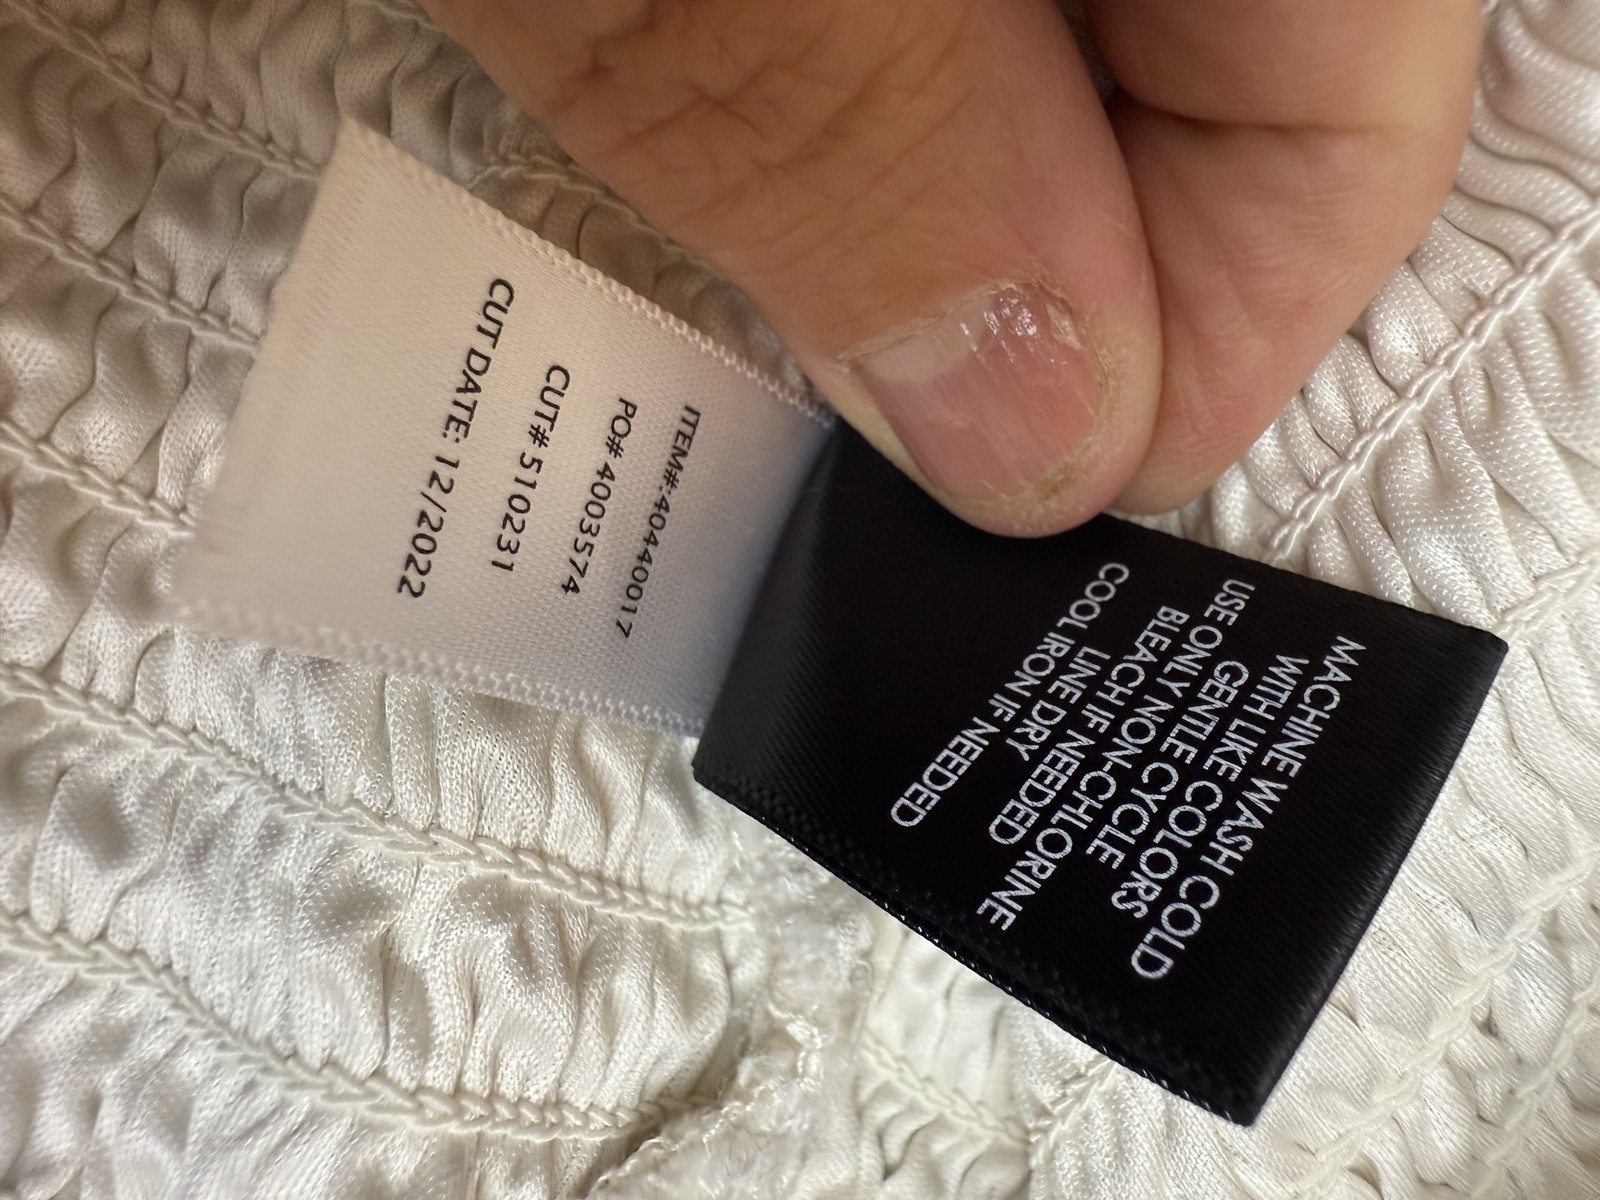 ITEM#:40440017
PO# 4003574
CUT# 510231
CUT DATE: 12/2022
MACHINE WASH COLD
WITH LIKE COLORS
GENTLE CYCLE
USE ONLY NON-CHLORINE
BLEACH IF NEEDED
LINE DRY
COOL IRON IF NEEDED